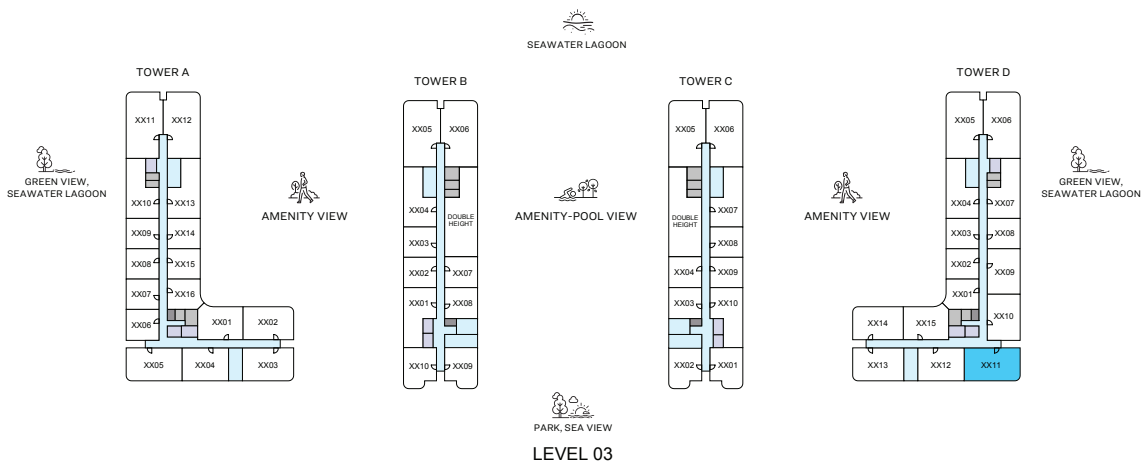 SEAWATER LAGOON
TOWER A
TOWER B
TOWER C
TOWER D
XX11
XX12
XX10
XX13
XX09
XX14
XX08
XX15
XX07
XX16
XX06
XX01
XX02
XX05
XX04
XX03
XX05
XX06
XX04
DOUBLE
HEIGHT
XX03
XX02
XX07
XX01
XX08
XX10
XX09
XX05
XX06
XX07
DOUBLE
HEIGHT
XX08
XX04
XX09
XX03
XX10
XX02
XX01
XX05
XX06
XX04
XX07
XX03
XX02
XX09
XX01
XX10
XX14
XX15
XX13
XX12
XX11
GREEN VIEW,
SEAWATER LAGOON
AMENITY VIEW
AMENITY-POOL VIEW
AMENITY VIEW
GREEN VIEW,
SEAWATER LAGOON
PARK, SEA VIEW
LEVEL 03